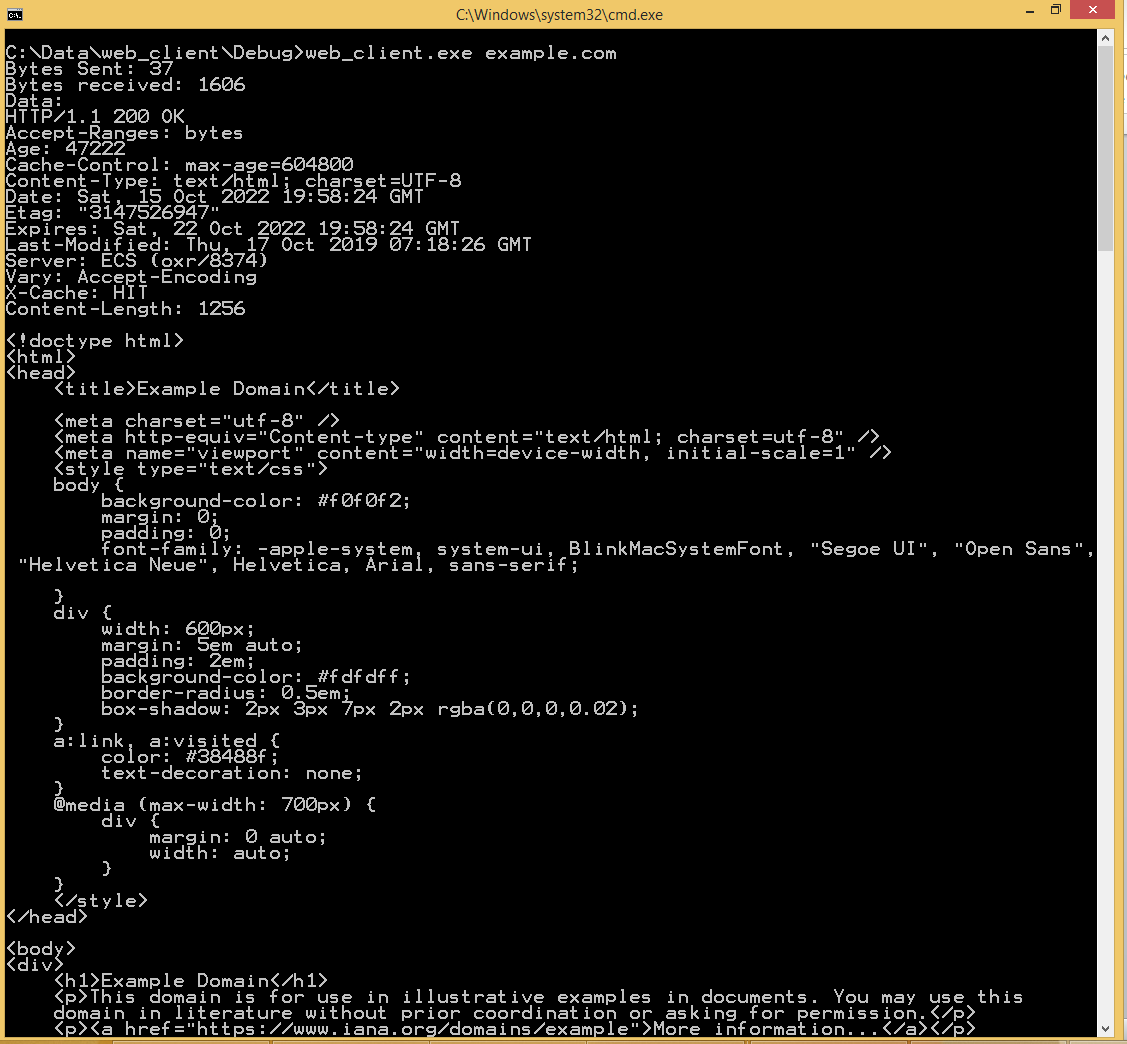 C:\Windows\system32\cmd.exe
C:\Data\web_client\Debug>web_client.exe example.com
Bytes Sent: 37
Bytes received: 1606
Data:
HTTP/1.1 200 OK
Accept-Ranges: bytes
Age: 47222
Cache-Control: max-age=604800
Content-Type: text/html; charset=UTF-8
Date: Sat, 15 Oct 2022 19:58:24 GMT
Etag: "3147526947"
Expires: Sat, 22 Oct 2022 19:58:24 GMT
Last-Modified: Thu, 17 Oct 2019 07:18:26 GMT
Server: ECS (oxr/8374)
Vary: Accept-Encoding
X-Cache: HIT
Content-Length: 1256

<!doctype html>
<html>
<head>
    <title>Example Domain</title>

    <meta charset="utf-8" />
    <meta http-equiv="Content-type" content="text/html; charset=utf-8" />
    <meta name="viewport" content="width=device-width, initial-scale=1" />
    <style type="text/css">
    body {
        background-color: #f0f0f2;
        margin: 0;
        padding: 0;
        font-family: -apple-system, system-ui, BlinkMacSystemFont, "Segoe UI", "Open Sans",
 "Helvetica Neue", Helvetica, Arial, sans-serif;

    }
    div {
        width: 600px;
        margin: 5em auto;
        padding: 2em;
        background-color: #fdfdff;
        border-radius: 0.5em;
        box-shadow: 2px 3px 7px 2px rgba(0,0,0,0.02);
    }
    a:link, a:visited {
        color: #38488f;
        text-decoration: none;
    }
    @media (max-width: 700px) {
        div {
            margin: 0 auto;
            width: auto;
        }
    }
    </style>
</head>

<body>
<div>
    <h1>Example Domain</h1>
    <p>This domain is for use in illustrative examples in documents. You may use this
    domain in literature without prior coordination or asking for permission.</p>
    <p><a href="https://www.iana.org/domains/example">More information...</a></p>